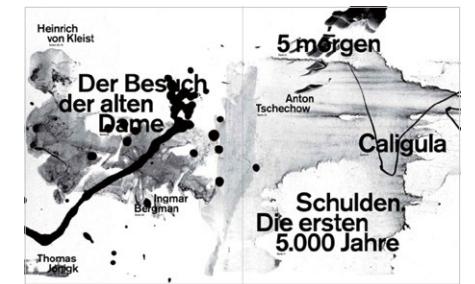 Heinrich
von Kleist
Der Besuch
der alten
Dame
Ingmar
Bergman
Thomas
Jonigk
5 morgen
Anton
Tschechow
Caligula
Schulden.
Die ersten
5.000 Jahre